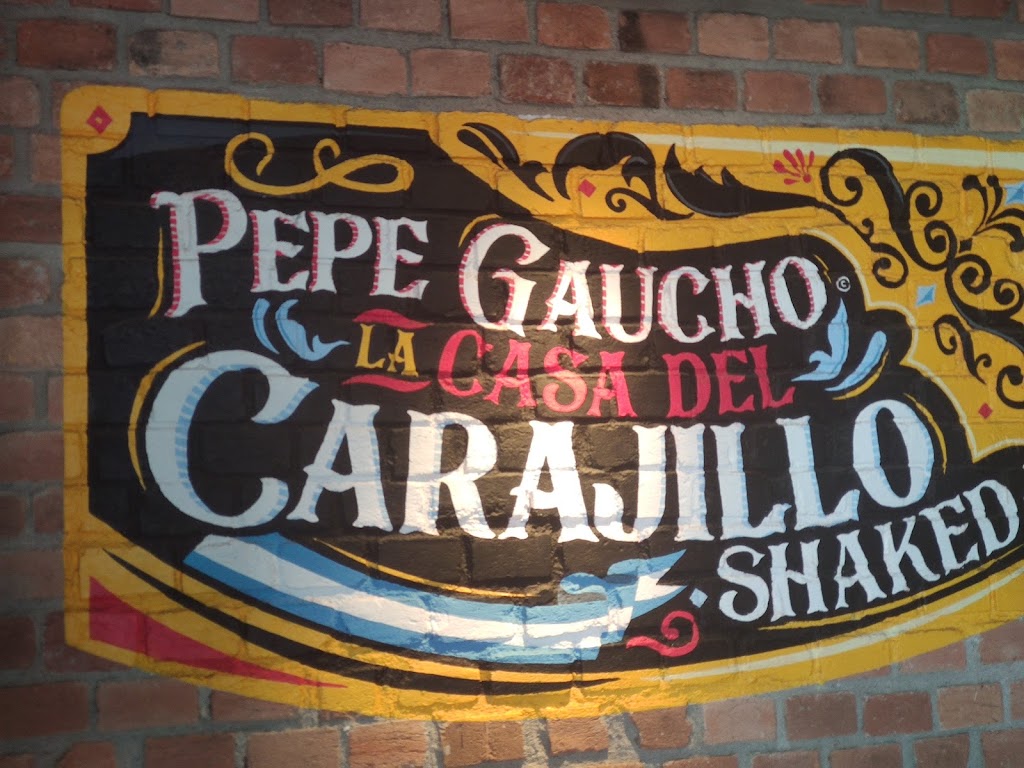 PEPE GAUCHO ©
LA CASA DEL
CARAJILLO
SHAKED